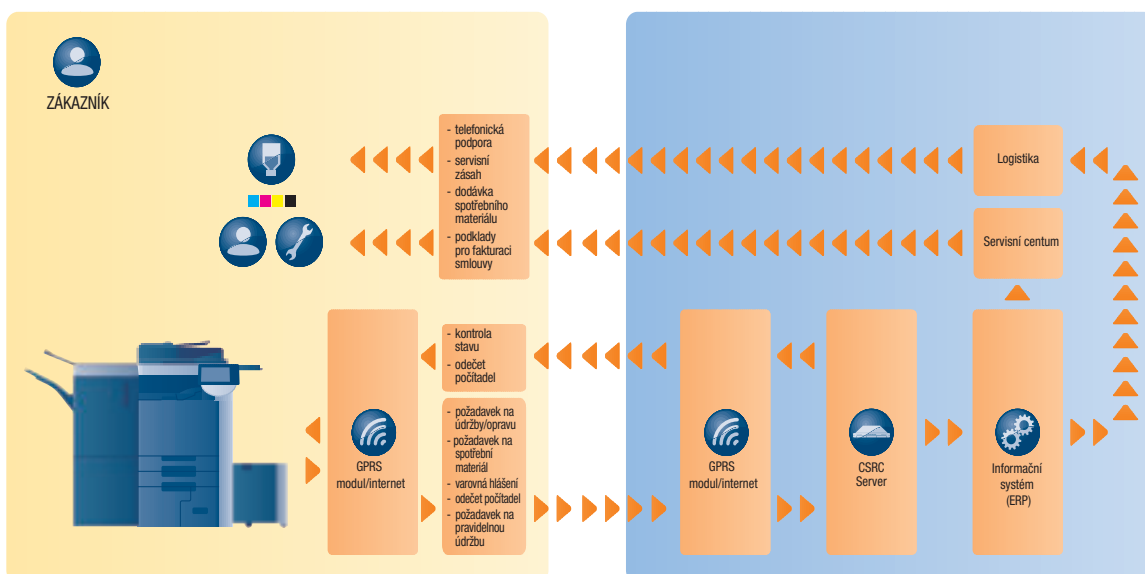 ZÁKAZNÍK
- telefonická
podpora
- servisní
zásah
- dodávka
spotřebního
materiálu
- podklady
pro fakturaci
smlouvy
Logistika
Servisní centum
- kontrola
stavu
- odečet
počítadel
- požadavek na
údržby/opravu
- požadavek na
spotřební
materiál
- varovná hlášení
- odečet počítadel
- požadavek na
pravidelnou
údržbu
GPRS
modul/internet
GPRS
modul/internet
CSRC
Server
Informační
systém
(ERP)